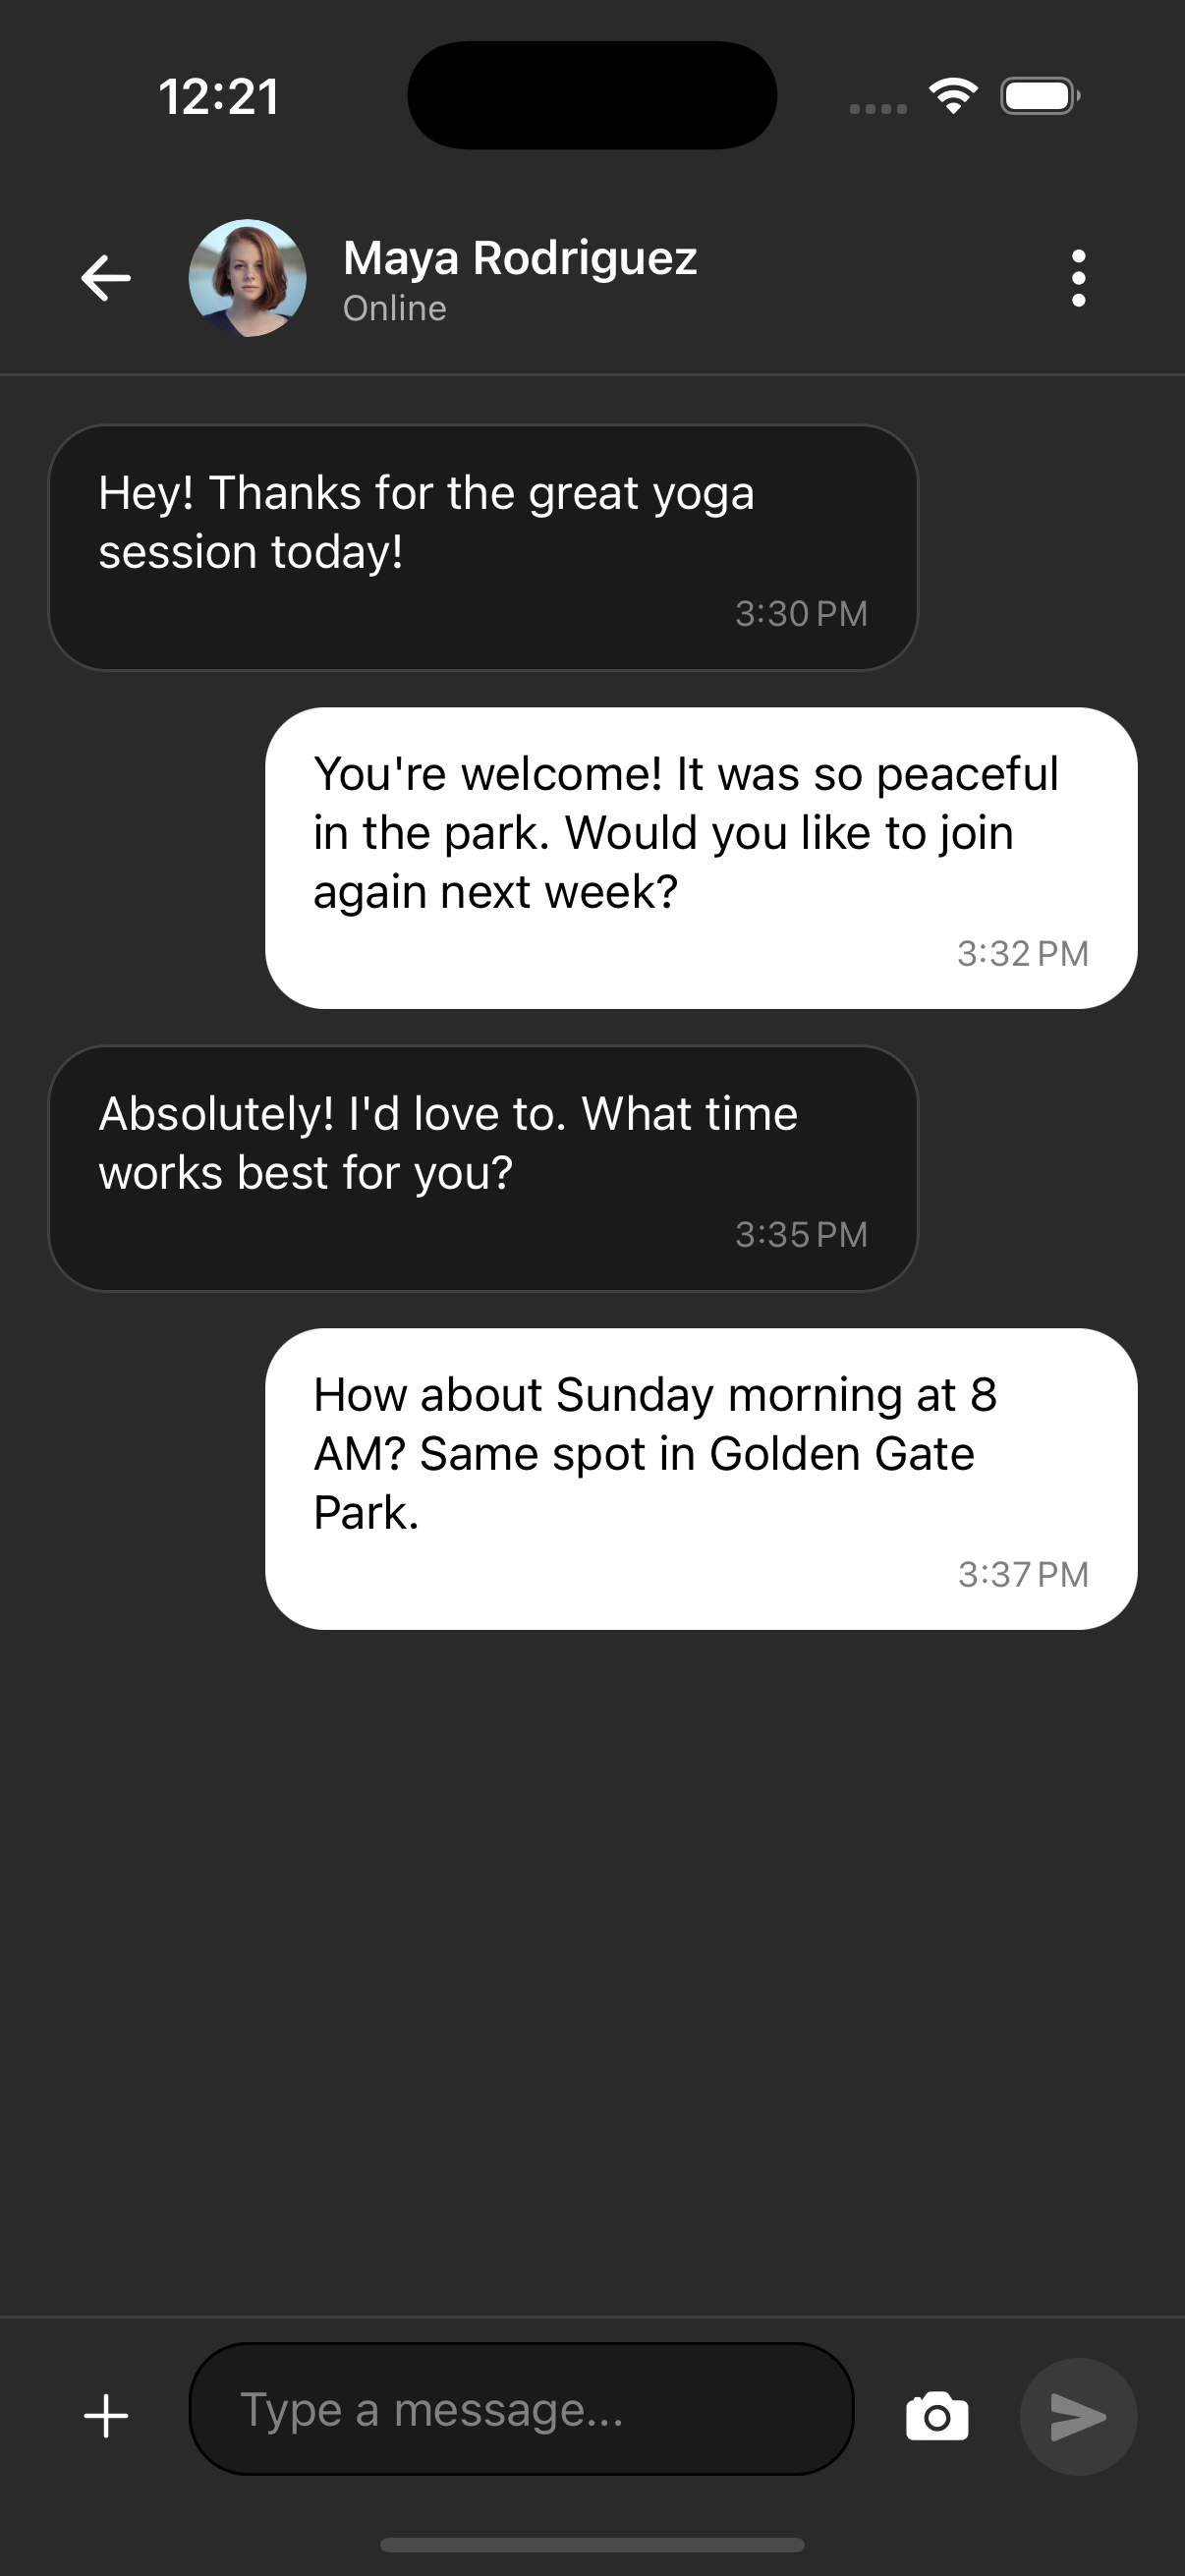 12:21
Maya Rodriguez
Online
Hey! Thanks for the great yoga
session today!
3:30 PM
You're welcome! It was so peaceful
in the park. Would you like to join
again next week?
3:32 PM
Absolutely! I'd love to. What time
works best for you?
3:35 PM
How about Sunday morning at 8
AM? Same spot in Golden Gate
Park.
3:37 PM
Type a message...